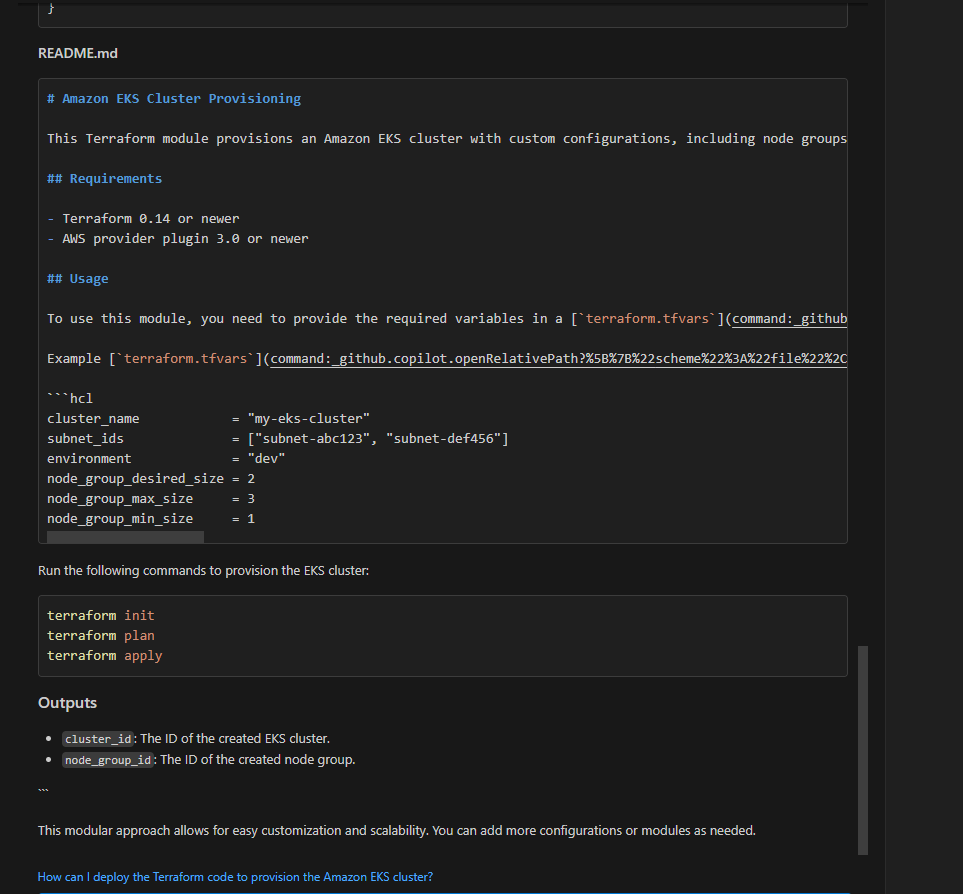 }
README.md
# Amazon EKS Cluster Provisioning
This Terraform module provisions an Amazon EKS cluster with custom configurations, including node groups
## Requirements
- Terraform 0.14 or newer
- AWS provider plugin 3.0 or newer
## Usage
To use this module, you need to provide the required variables in a [`terraform.tfvars`](command:_github
Example [`terraform.tfvars`](command:_github.copilot.openRelativePath?%5B%7B%22scheme%22%3A%22file%22%2C
```hcl
cluster_name            = "my-eks-cluster"
subnet_ids              = ["subnet-abc123", "subnet-def456"]
environment             = "dev"
node_group_desired_size = 2
node_group_max_size     = 3
node_group_min_size     = 1
Run the following commands to provision the EKS cluster:
terraform init
terraform plan
terraform apply
Outputs
• cluster_id: The ID of the created EKS cluster.
• node_group_id: The ID of the created node group.
```
This modular approach allows for easy customization and scalability. You can add more configurations or modules as needed.
How can I deploy the Terraform code to provision the Amazon EKS cluster?